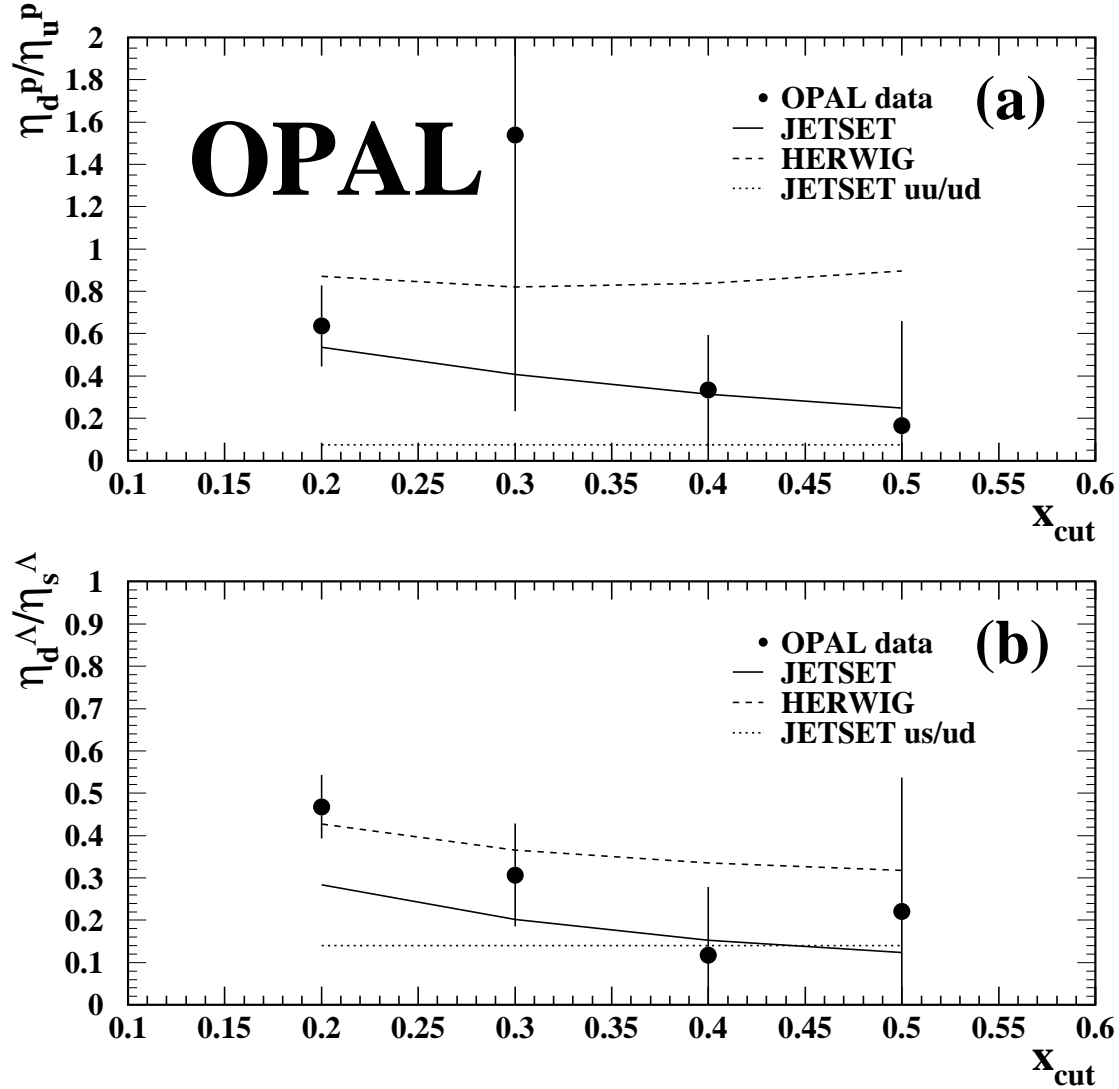 η_d^p/η_u^p
2
1.8
1.6
1.4
1.2
1
0.8
0.6
0.4
0.2
0
OPAL
(a)
OPAL data
JETSET
HERWIG
JETSET uu/ud
0.1 0.15 0.2 0.25 0.3 0.35 0.4 0.45 0.5 0.55 0.6
x_cut
η_d^Λ/η_s^Λ
1
0.9
0.8
0.7
0.6
0.5
0.4
0.3
0.2
0.1
0
(b)
OPAL data
JETSET
HERWIG
JETSET us/ud
0.1 0.15 0.2 0.25 0.3 0.35 0.4 0.45 0.5 0.55 0.6
x_cut